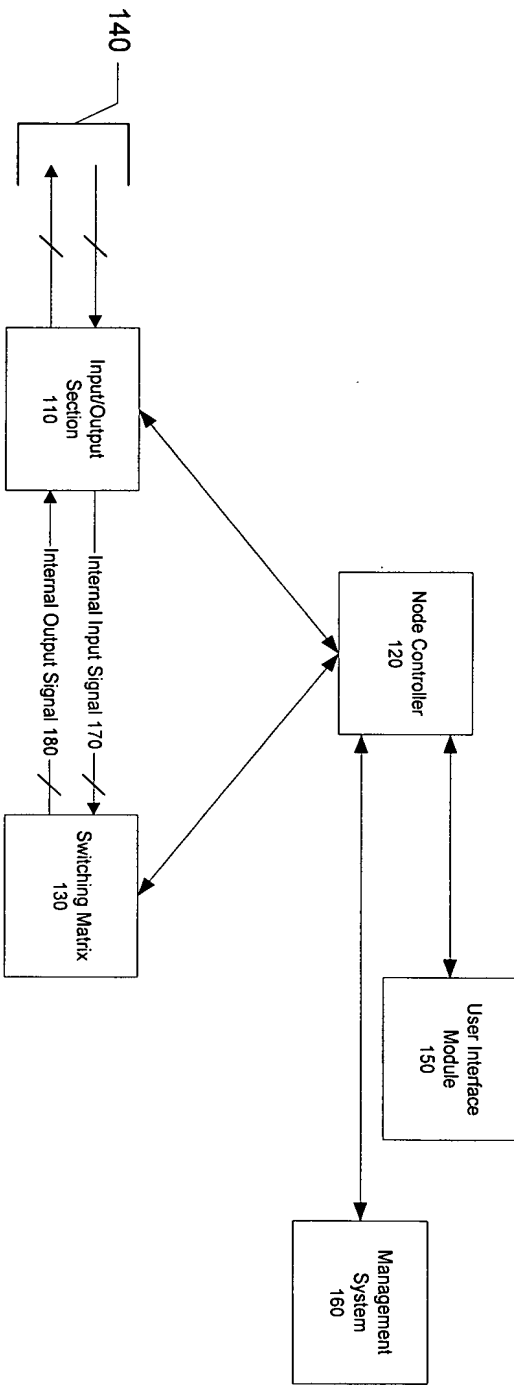 140
Input/Output
Section
110
Internal Input Signal 170
Internal Output Signal 180
Node Controller
120
Switching Matrix
130
User Interface
Module
150
Management
System
160